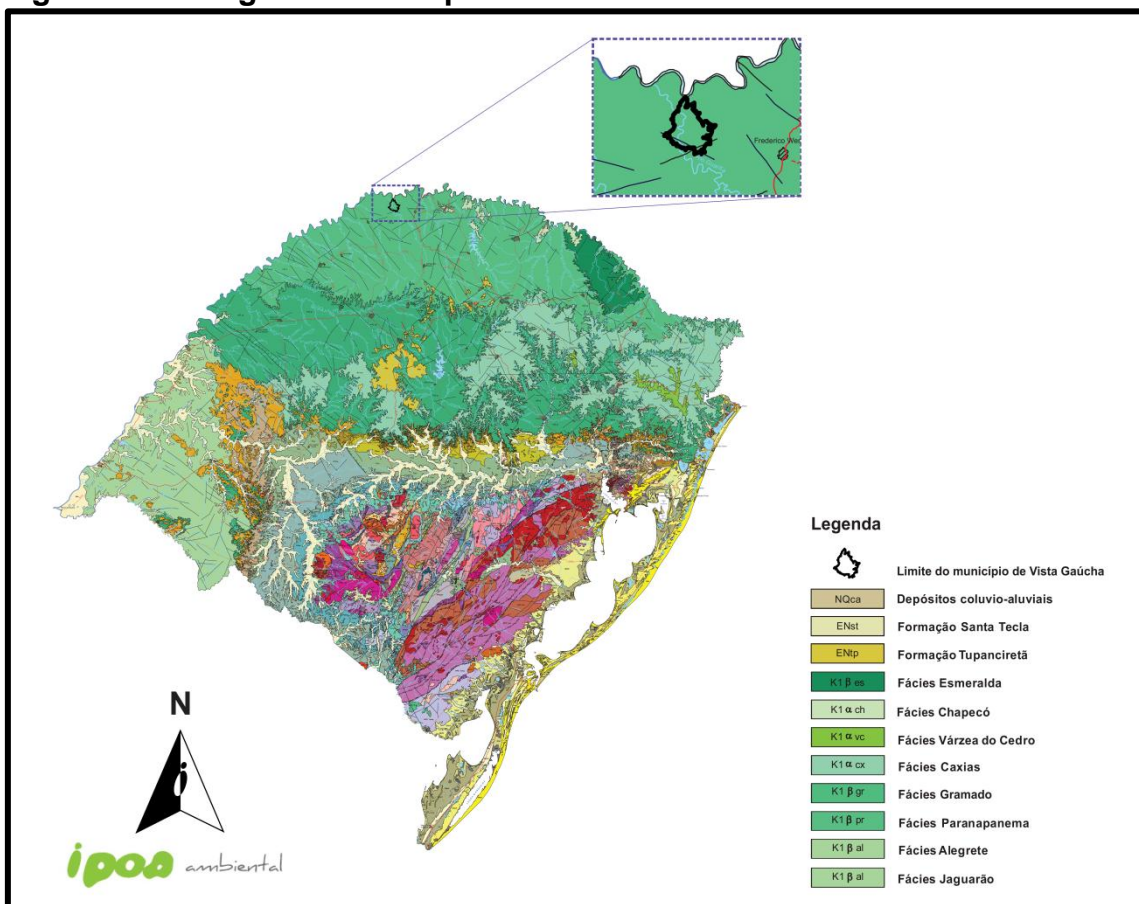 Frederico We
Legenda
Limite do município de Vista Gaúcha
NQca Depósitos coluvio-aluviais
ENst Formação Santa Tecla
ENtp Formação Tupanciretã
K1 β es Fácies Esmeralda
K1 α ch Fácies Chapecó
K1 α vc Fácies Várzea do Cedro
K1 α cx Fácies Caxias
K1 β gr Fácies Gramado
K1 β pr Fácies Paranapanema
K1 β al Fácies Alegrete
K1 β al Fácies Jaguarão
N
ipoa ambiental